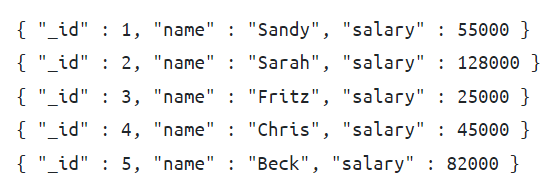 { "_id" : 1, "name" : "Sandy", "salary" : 55000 }
{ "_id" : 2, "name" : "Sarah", "salary" : 128000 }
{ "_id" : 3, "name" : "Fritz", "salary" : 25000 }
{ "_id" : 4, "name" : "Chris", "salary" : 45000 }
{ "_id" : 5, "name" : "Beck", "salary" : 82000 }